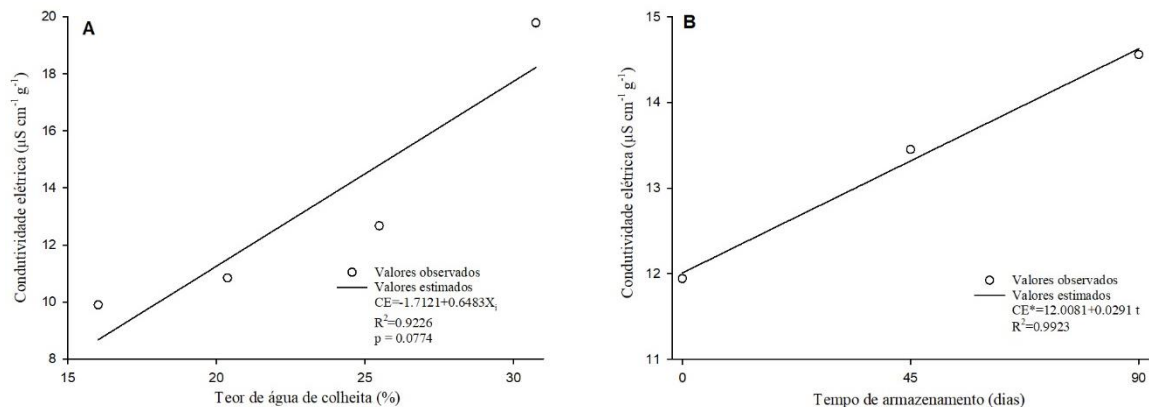 A
Condutividade elétrica (µS cm⁻¹ g⁻¹)
20
18
16
14
12
10
8
15
20
25
30
Teor de água de colheita (%)
Valores observados
Valores estimados
CE=-1.7121+0.6483Xᵢ
R²=0.9226
p = 0.0774
B
Condutividade elétrica (µS cm⁻¹ g⁻¹)
15
14
13
12
11
0
45
90
Tempo de armazenamento (dias)
Valores observados
Valores estimados
CE*=12.0081+0.0291 t
R²=0.9923